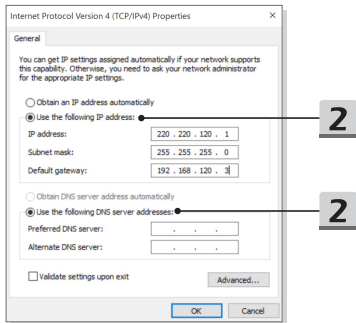 Internet Protocol Version 4 (TCP/IPv4) Properties
General
You can get IP settings assigned automatically if your network supports
this capability. Otherwise, you need to ask your network administrator
for the appropriate IP settings.
Obtain an IP address automatically
Use the following IP address:
2
IP address: 220 . 220 . 120 . 1
Subnet mask: 255 . 255 . 255 . 0
Default gateway: 192 . 168 . 120 . 3
Obtain DNS server address automatically
Use the following DNS server addresses:
2
Preferred DNS server: . . .
Alternate DNS server: . . .
Validate settings upon exit
Advanced...
OK Cancel